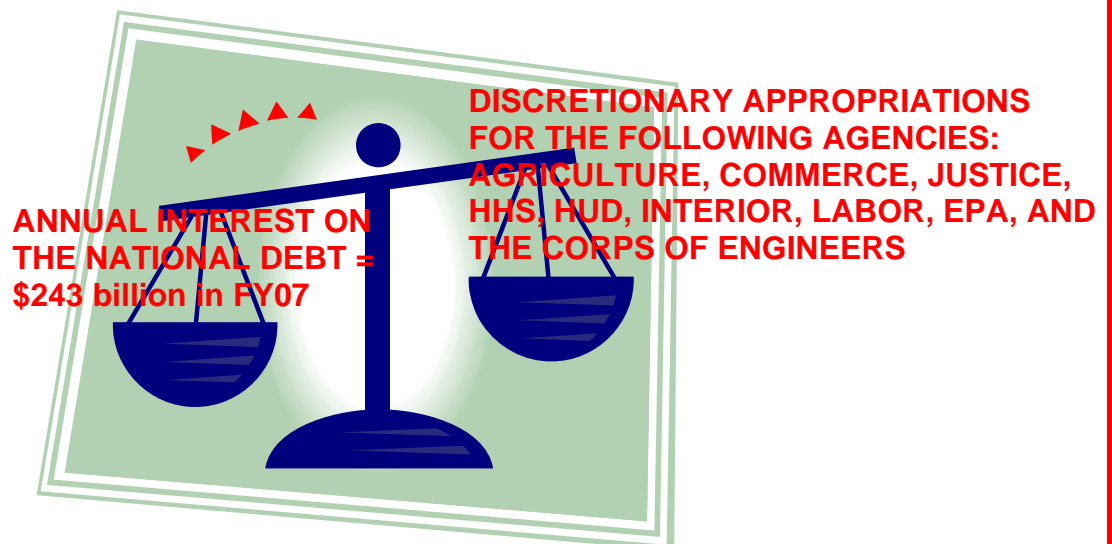 ANNUAL INTEREST ON
THE NATIONAL DEBT =
$243 billion in FY07
DISCRETIONARY APPROPRIATIONS
FOR THE FOLLOWING AGENCIES:
AGRICULTURE, COMMERCE, JUSTICE,
HHS, HUD, INTERIOR, LABOR, EPA, AND
THE CORPS OF ENGINEERS